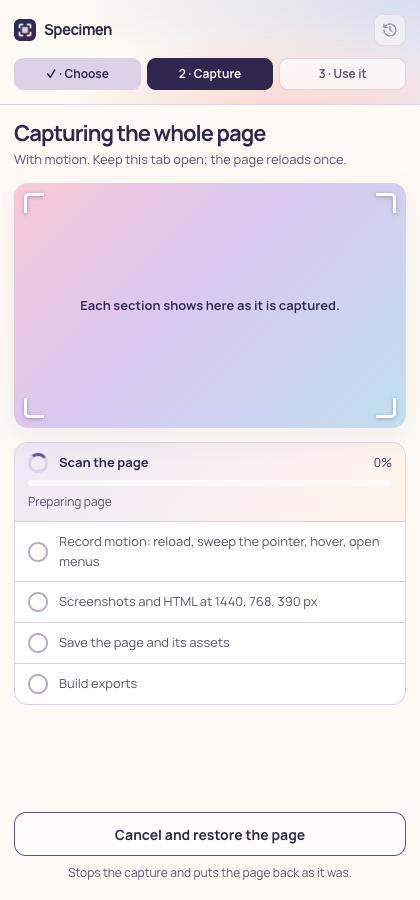 Specimen
✓ · Choose
2 · Capture
3 · Use it
Capturing the whole page
With motion. Keep this tab open; the page reloads once.
Each section shows here as it is captured.
Scan the page
0%
Preparing page
Record motion: reload, sweep the pointer, hover, open
menus
Screenshots and HTML at 1440, 768, 390 px
Save the page and its assets
Build exports
Cancel and restore the page
Stops the capture and puts the page back as it was.